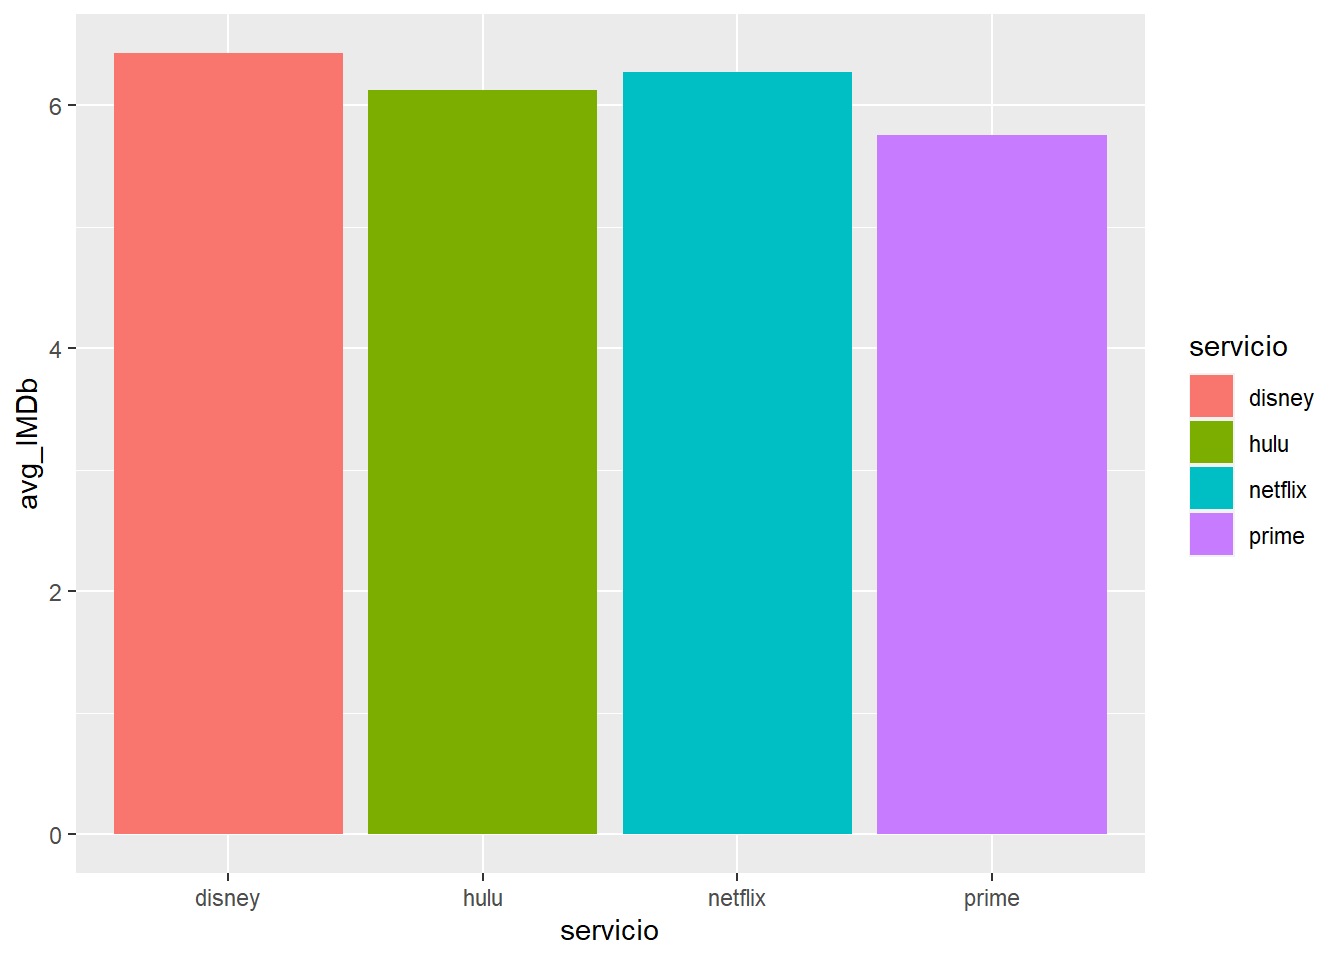 avg_IMDb
6
4
2
0
disney
hulu
netflix
prime
servicio
servicio
disney
hulu
netflix
prime